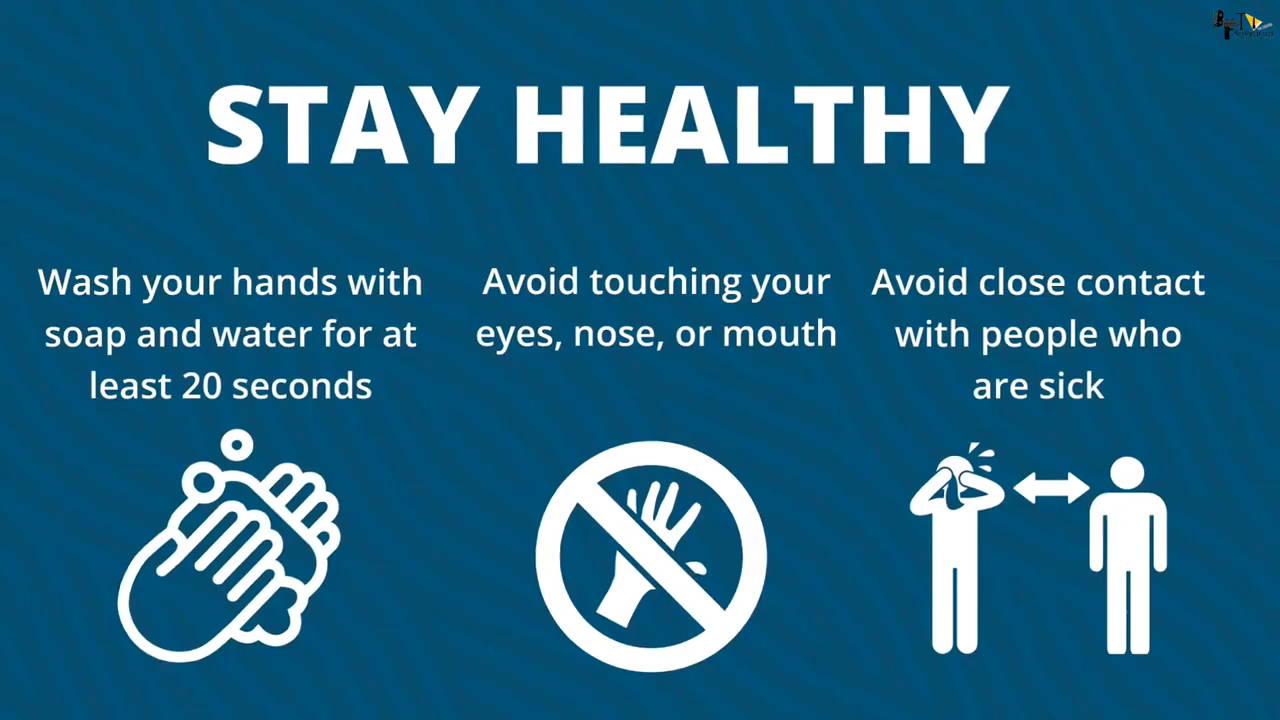 STAY HEALTHY
Wash your hands with
soap and water for at
least 20 seconds
Avoid touching your
eyes, nose, or mouth
Avoid close contact
with people who
are sick